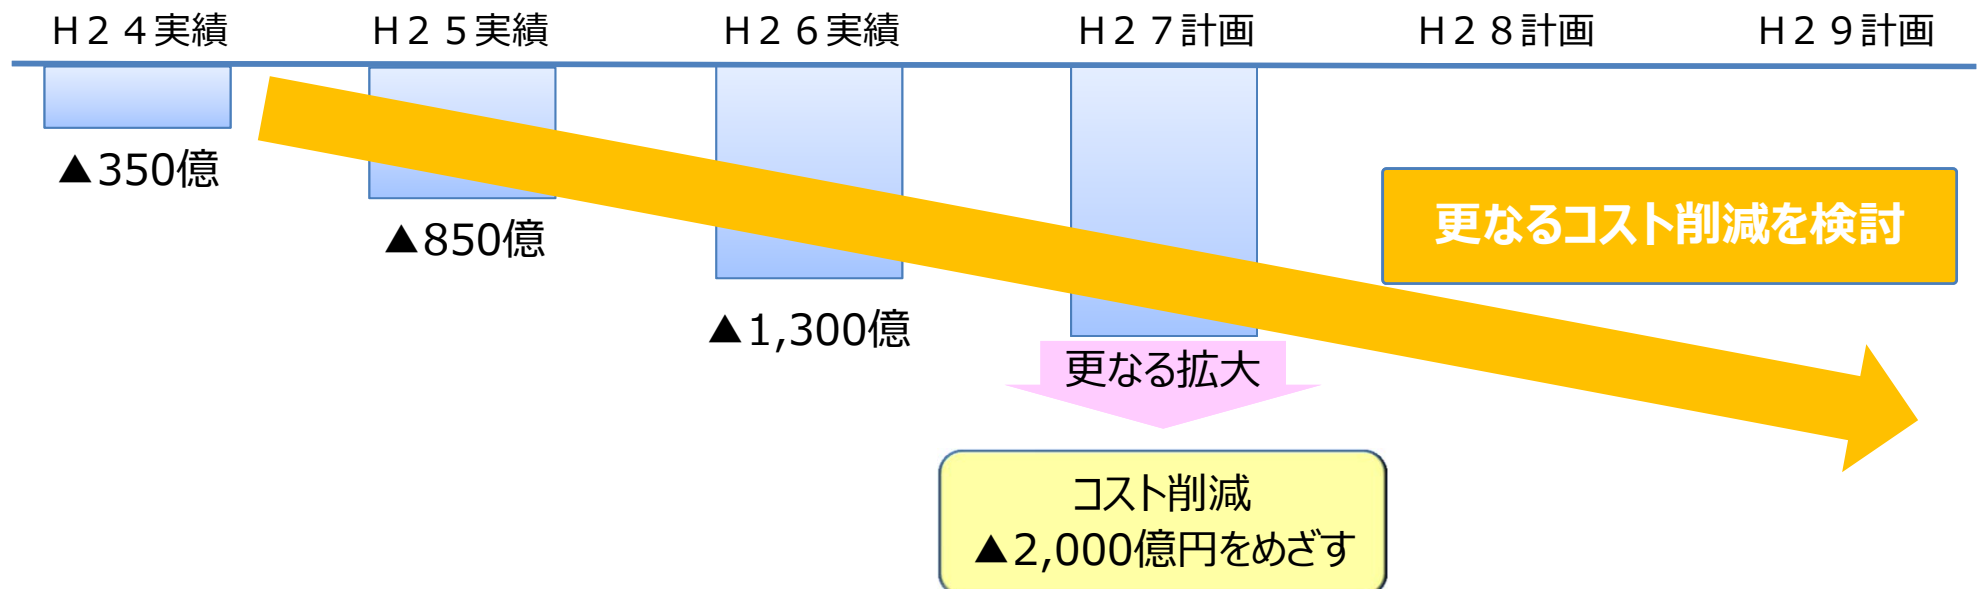 H24実績
H25実績
H26実績
H27計画
H28計画
H29計画
▲350億
▲850億
▲1,300億
更なるコスト削減を検討
更なる拡大
コスト削減
▲2,000億円をめざす